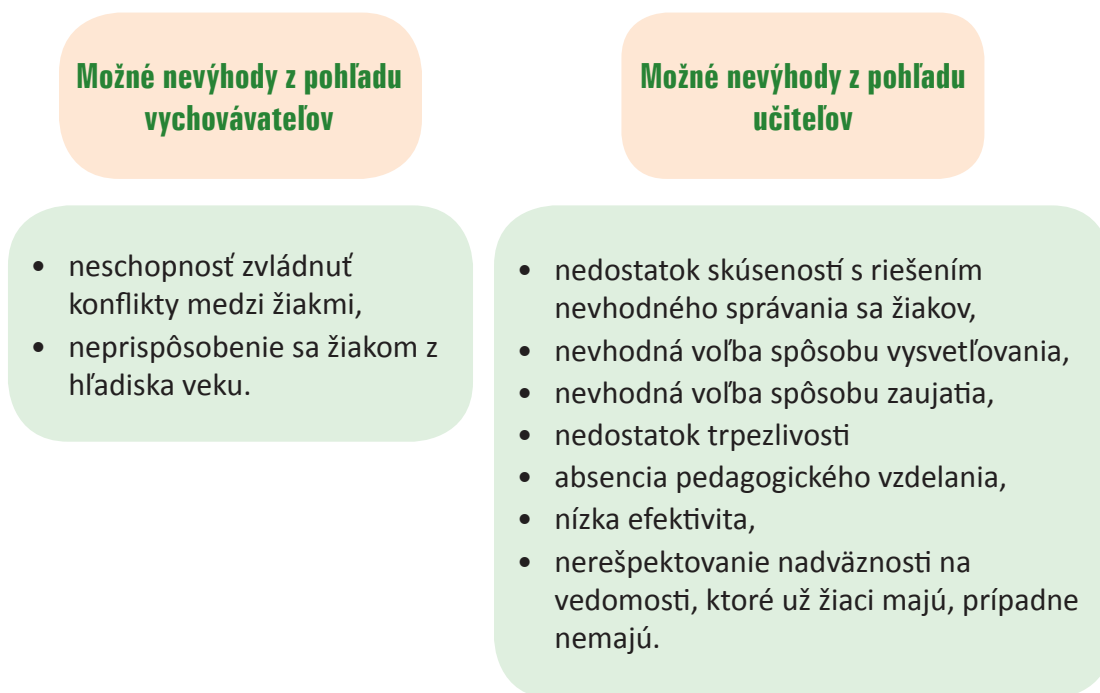 Možné nevýhody z pohľadu
vychovávateľov
• neschopnosť zvládnuť
konflikty medzi žiakmi,
• neprispôsobenie sa žiakom z
hľadiska veku.
Možné nevýhody z pohľadu
učiteľov
• nedostatok skúseností s riešením
nevhodného správania sa žiakov,
• nevhodná voľba spôsobu vysvetľovania,
• nevhodná voľba spôsobu zaujatia,
• nedostatok trpezlivosti
• absencia pedagogického vzdelania,
• nízka efektivita,
• nerešpektovanie nadväznosti na
vedomosti, ktoré už žiaci majú, prípadne
nemajú.